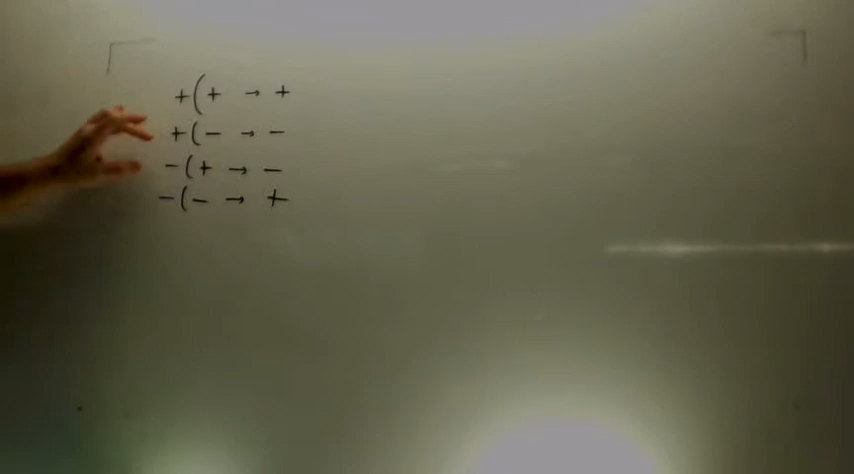 +(+ → +
+(− → −
−(+ → −
−(− → +